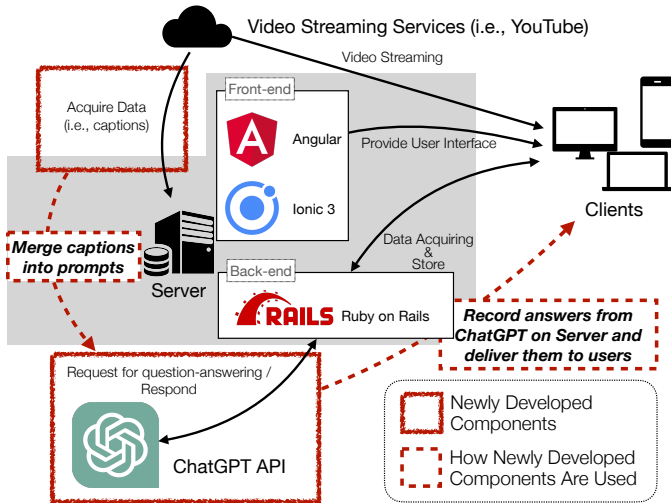 Video Streaming Services (i.e., YouTube)
Video Streaming
Acquire Data
(i.e., captions)
Front-end
Angular
Provide User Interface
Ionic 3
Clients
Merge captions
into prompts
Server
Data Acquiring
&
Store
Back-end
RAILS
Ruby on Rails
Record answers from
ChatGPT on Server and
deliver them to users
Request for question-answering /
Respond
ChatGPT API
Newly Developed
Components
How Newly Developed
Components Are Used